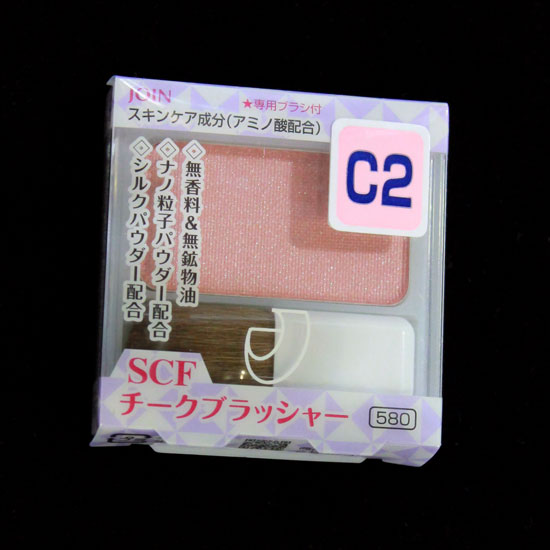 JOIN
★専用ブラシ付
スキンケア成分(アミノ酸配合)
C2
◈無香料&無鉱物油
◈ナノ粒子パウダー配合
◈シルクパウダー配合
SCF
チークブラッシャー
580